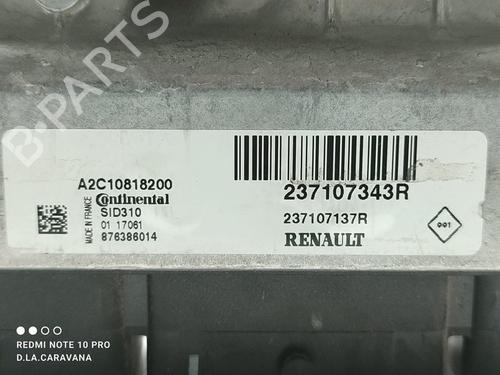 B-PARTS
A2C10818200
Continental
MADE IN FRANCE
SID310
01 17061
876386014
237107343R
237107137R
RENAULT
001
REDMI NOTE 10 PRO
D.LA.CARAVANA